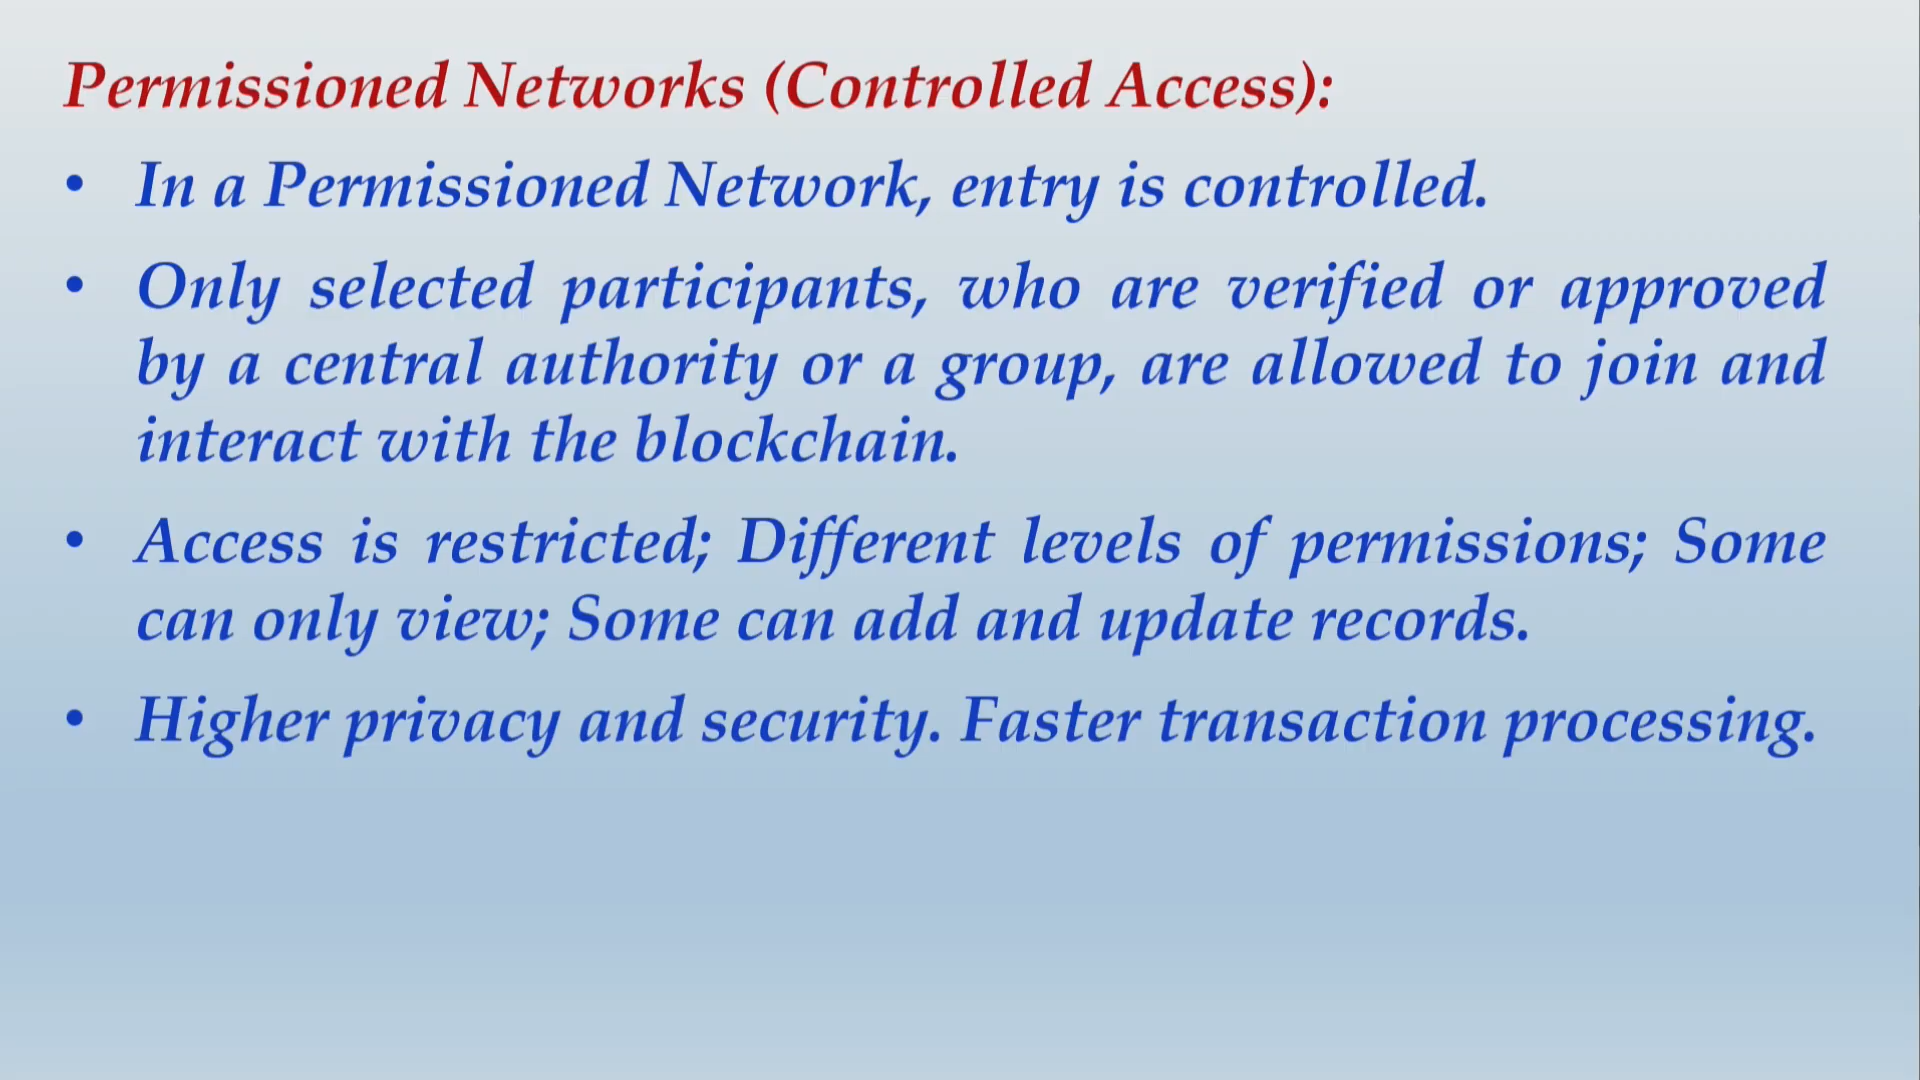 Permissioned Networks (Controlled Access):
• In a Permissioned Network, entry is controlled.
• Only selected participants, who are verified or approved
by a central authority or a group, are allowed to join and
interact with the blockchain.
• Access is restricted; Different levels of permissions; Some
can only view; Some can add and update records.
• Higher privacy and security. Faster transaction processing.